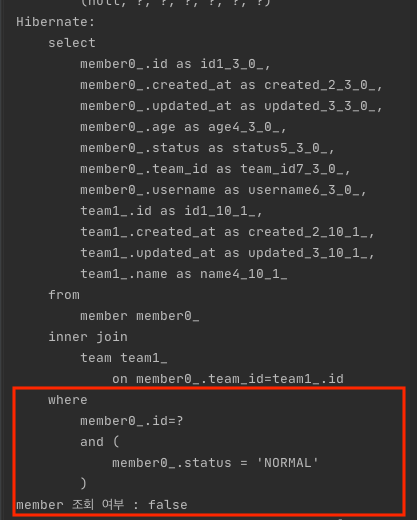 (null, ?, ?, ?, ?, ?, ?)
Hibernate:
select
member0_.id as id1_3_0_,
member0_.created_at as created_2_3_0_,
member0_.updated_at as updated_3_3_0_,
member0_.age as age4_3_0_,
member0_.status as status5_3_0_,
member0_.team_id as team_id7_3_0_,
member0_.username as username6_3_0_,
team1_.id as id1_10_1_,
team1_.created_at as created_2_10_1_,
team1_.updated_at as updated_3_10_1_,
team1_.name as name4_10_1_
from
member member0_
inner join
team team1_
on member0_.team_id=team1_.id
where
member0_.id=?
and (
member0_.status = 'NORMAL'
)
member 조회 여부 : false